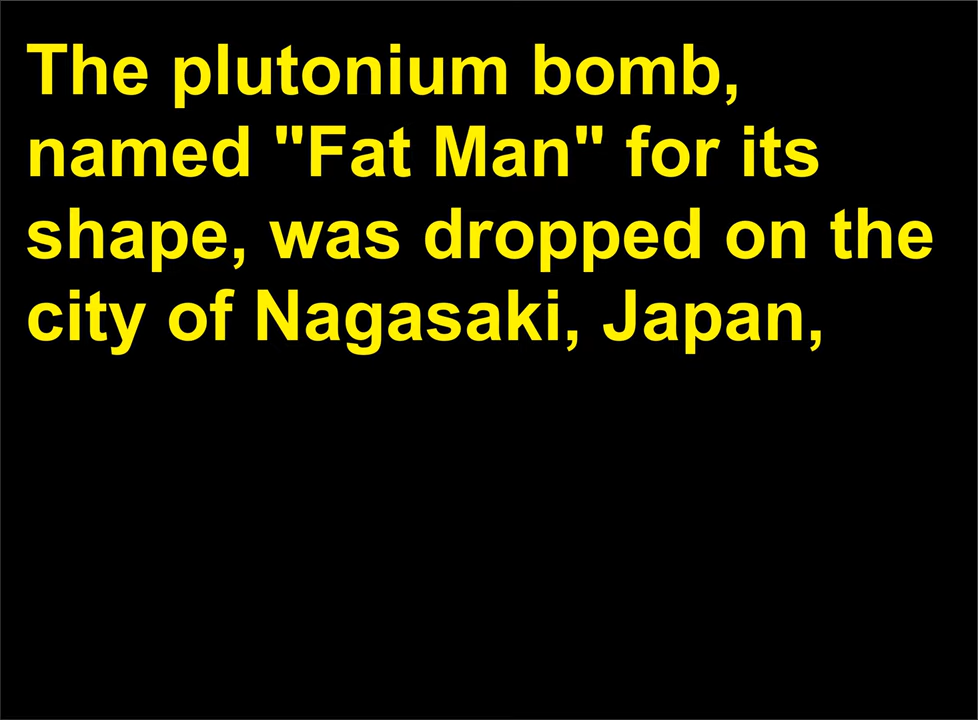 The plutonium bomb,
named "Fat Man" for its
shape, was dropped on the
city of Nagasaki, Japan,